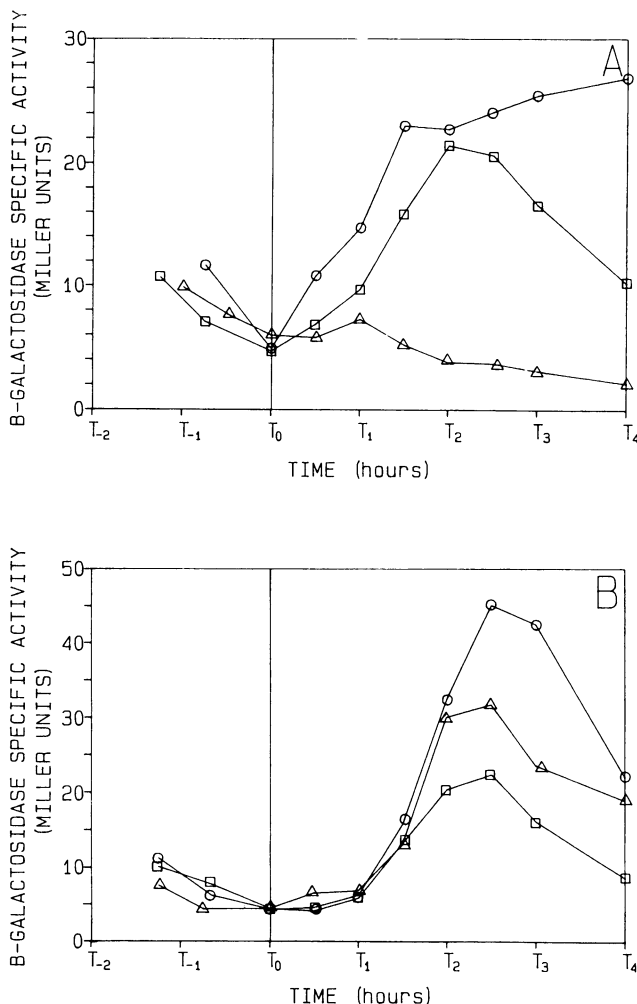 A
B-GALACTOSIDASE SPECIFIC ACTIVITY
(MILLER UNITS)
30
20
10
0
T-2
T-1
T0
T1
T2
T3
T4
TIME (hours)
B
B-GALACTOSIDASE SPECIFIC ACTIVITY
(MILLER UNITS)
50
40
30
20
10
0
T-2
T-1
T0
T1
T2
T3
T4
TIME (hours)